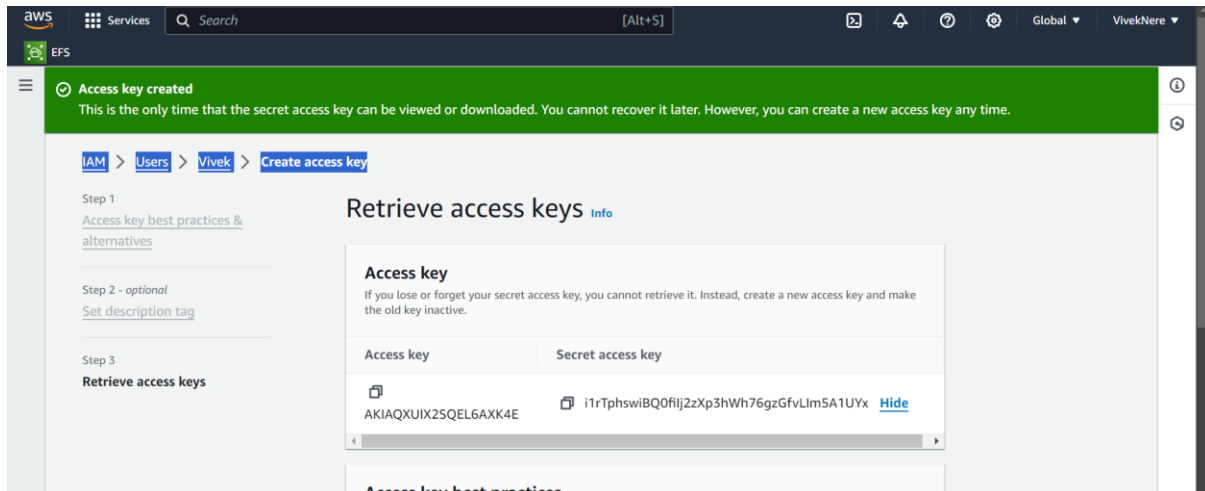 aws
Services
Search
[Alt+S]
Global
VivekNere
EFS
Access key created
This is the only time that the secret access key can be viewed or downloaded. You cannot recover it later. However, you can create a new access key any time.
IAM > Users > Vivek > Create access key
Step 1
Access key best practices &
alternatives
Step 2 - optional
Set description tag
Step 3
Retrieve access keys
Retrieve access keys Info
Access key
If you lose or forget your secret access key, you cannot retrieve it. Instead, create a new access key and make
the old key inactive.
Access key Secret access key
AKIAQXUIX2SQEL6AXK4E
Hide
Access key best practices